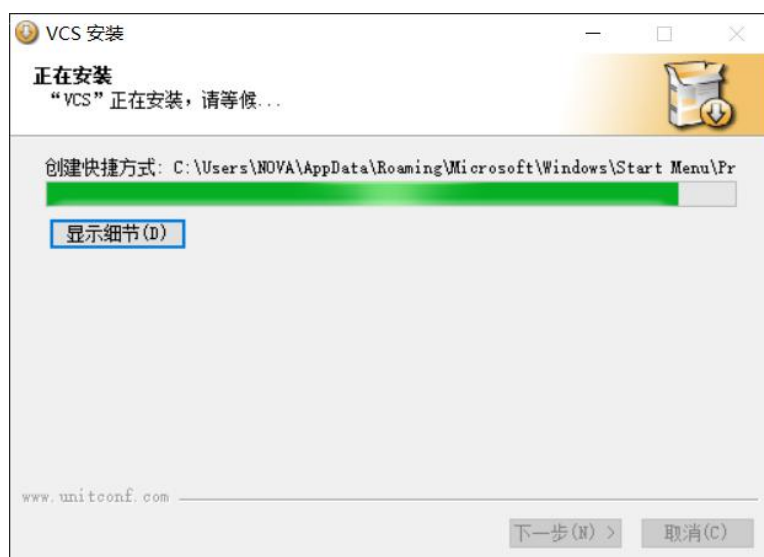 VCS 安装
正在安装
“VCS”正在安装，请等候...
创建快捷方式: C:\Users\NOVA\AppData\Roaming\Microsoft\Windows\Start Menu\Pr
显示细节(D)
www.unitconf.com
下一步(N) >
取消(C)